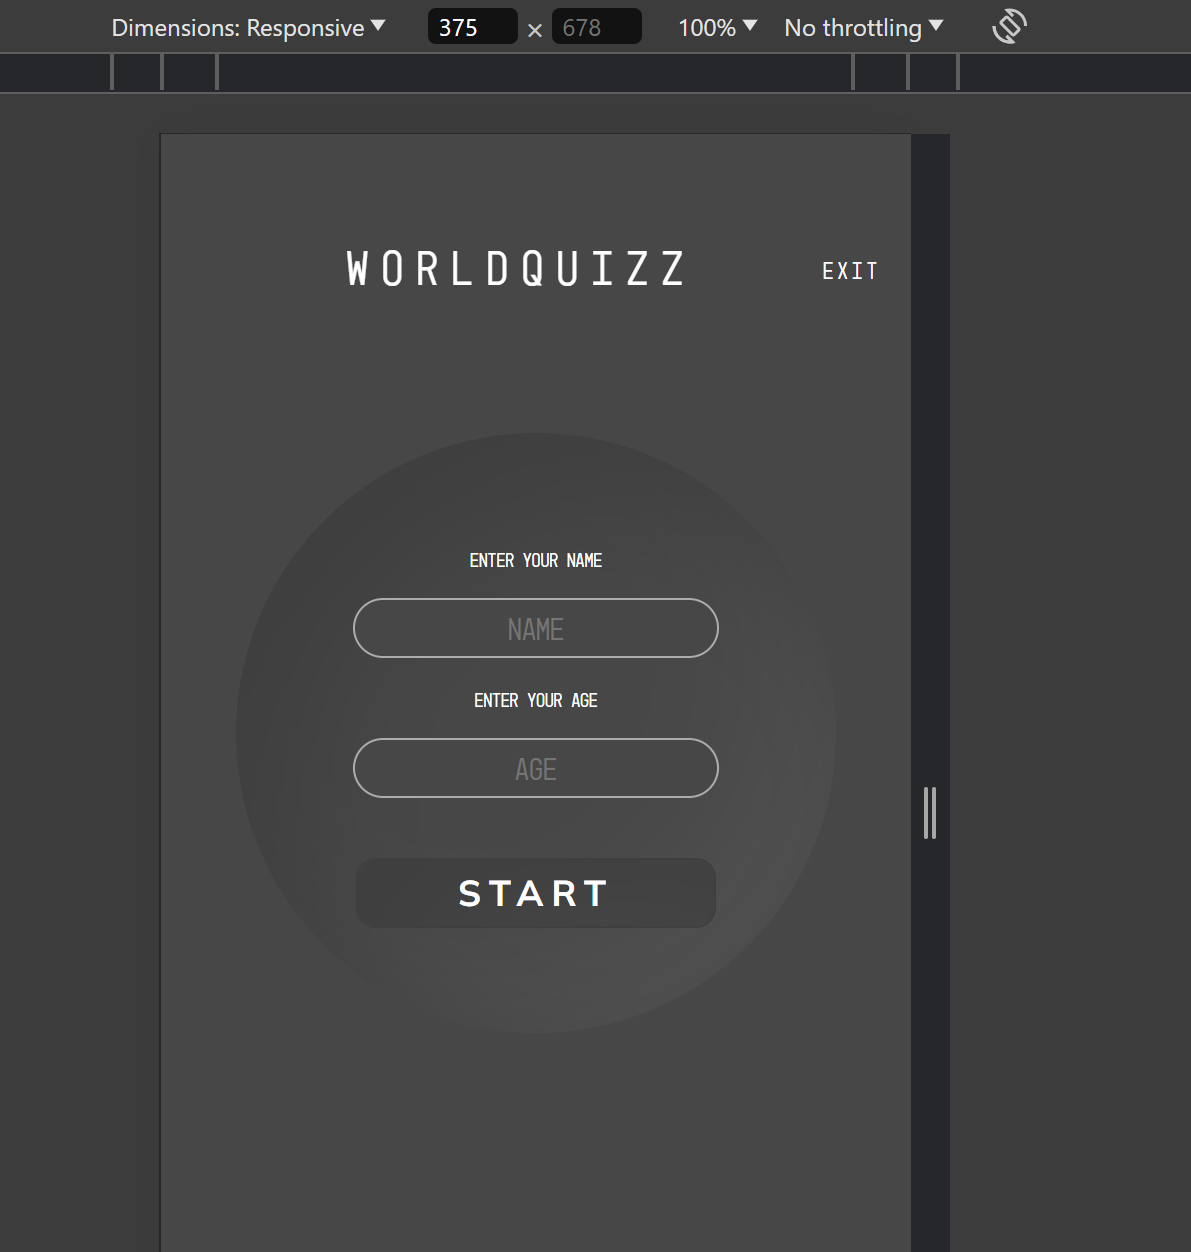 Dimensions: Responsive 375 × 678 100% No throttling
WORLDQUIZZ EXIT
ENTER YOUR NAME
NAME
ENTER YOUR AGE
AGE
START